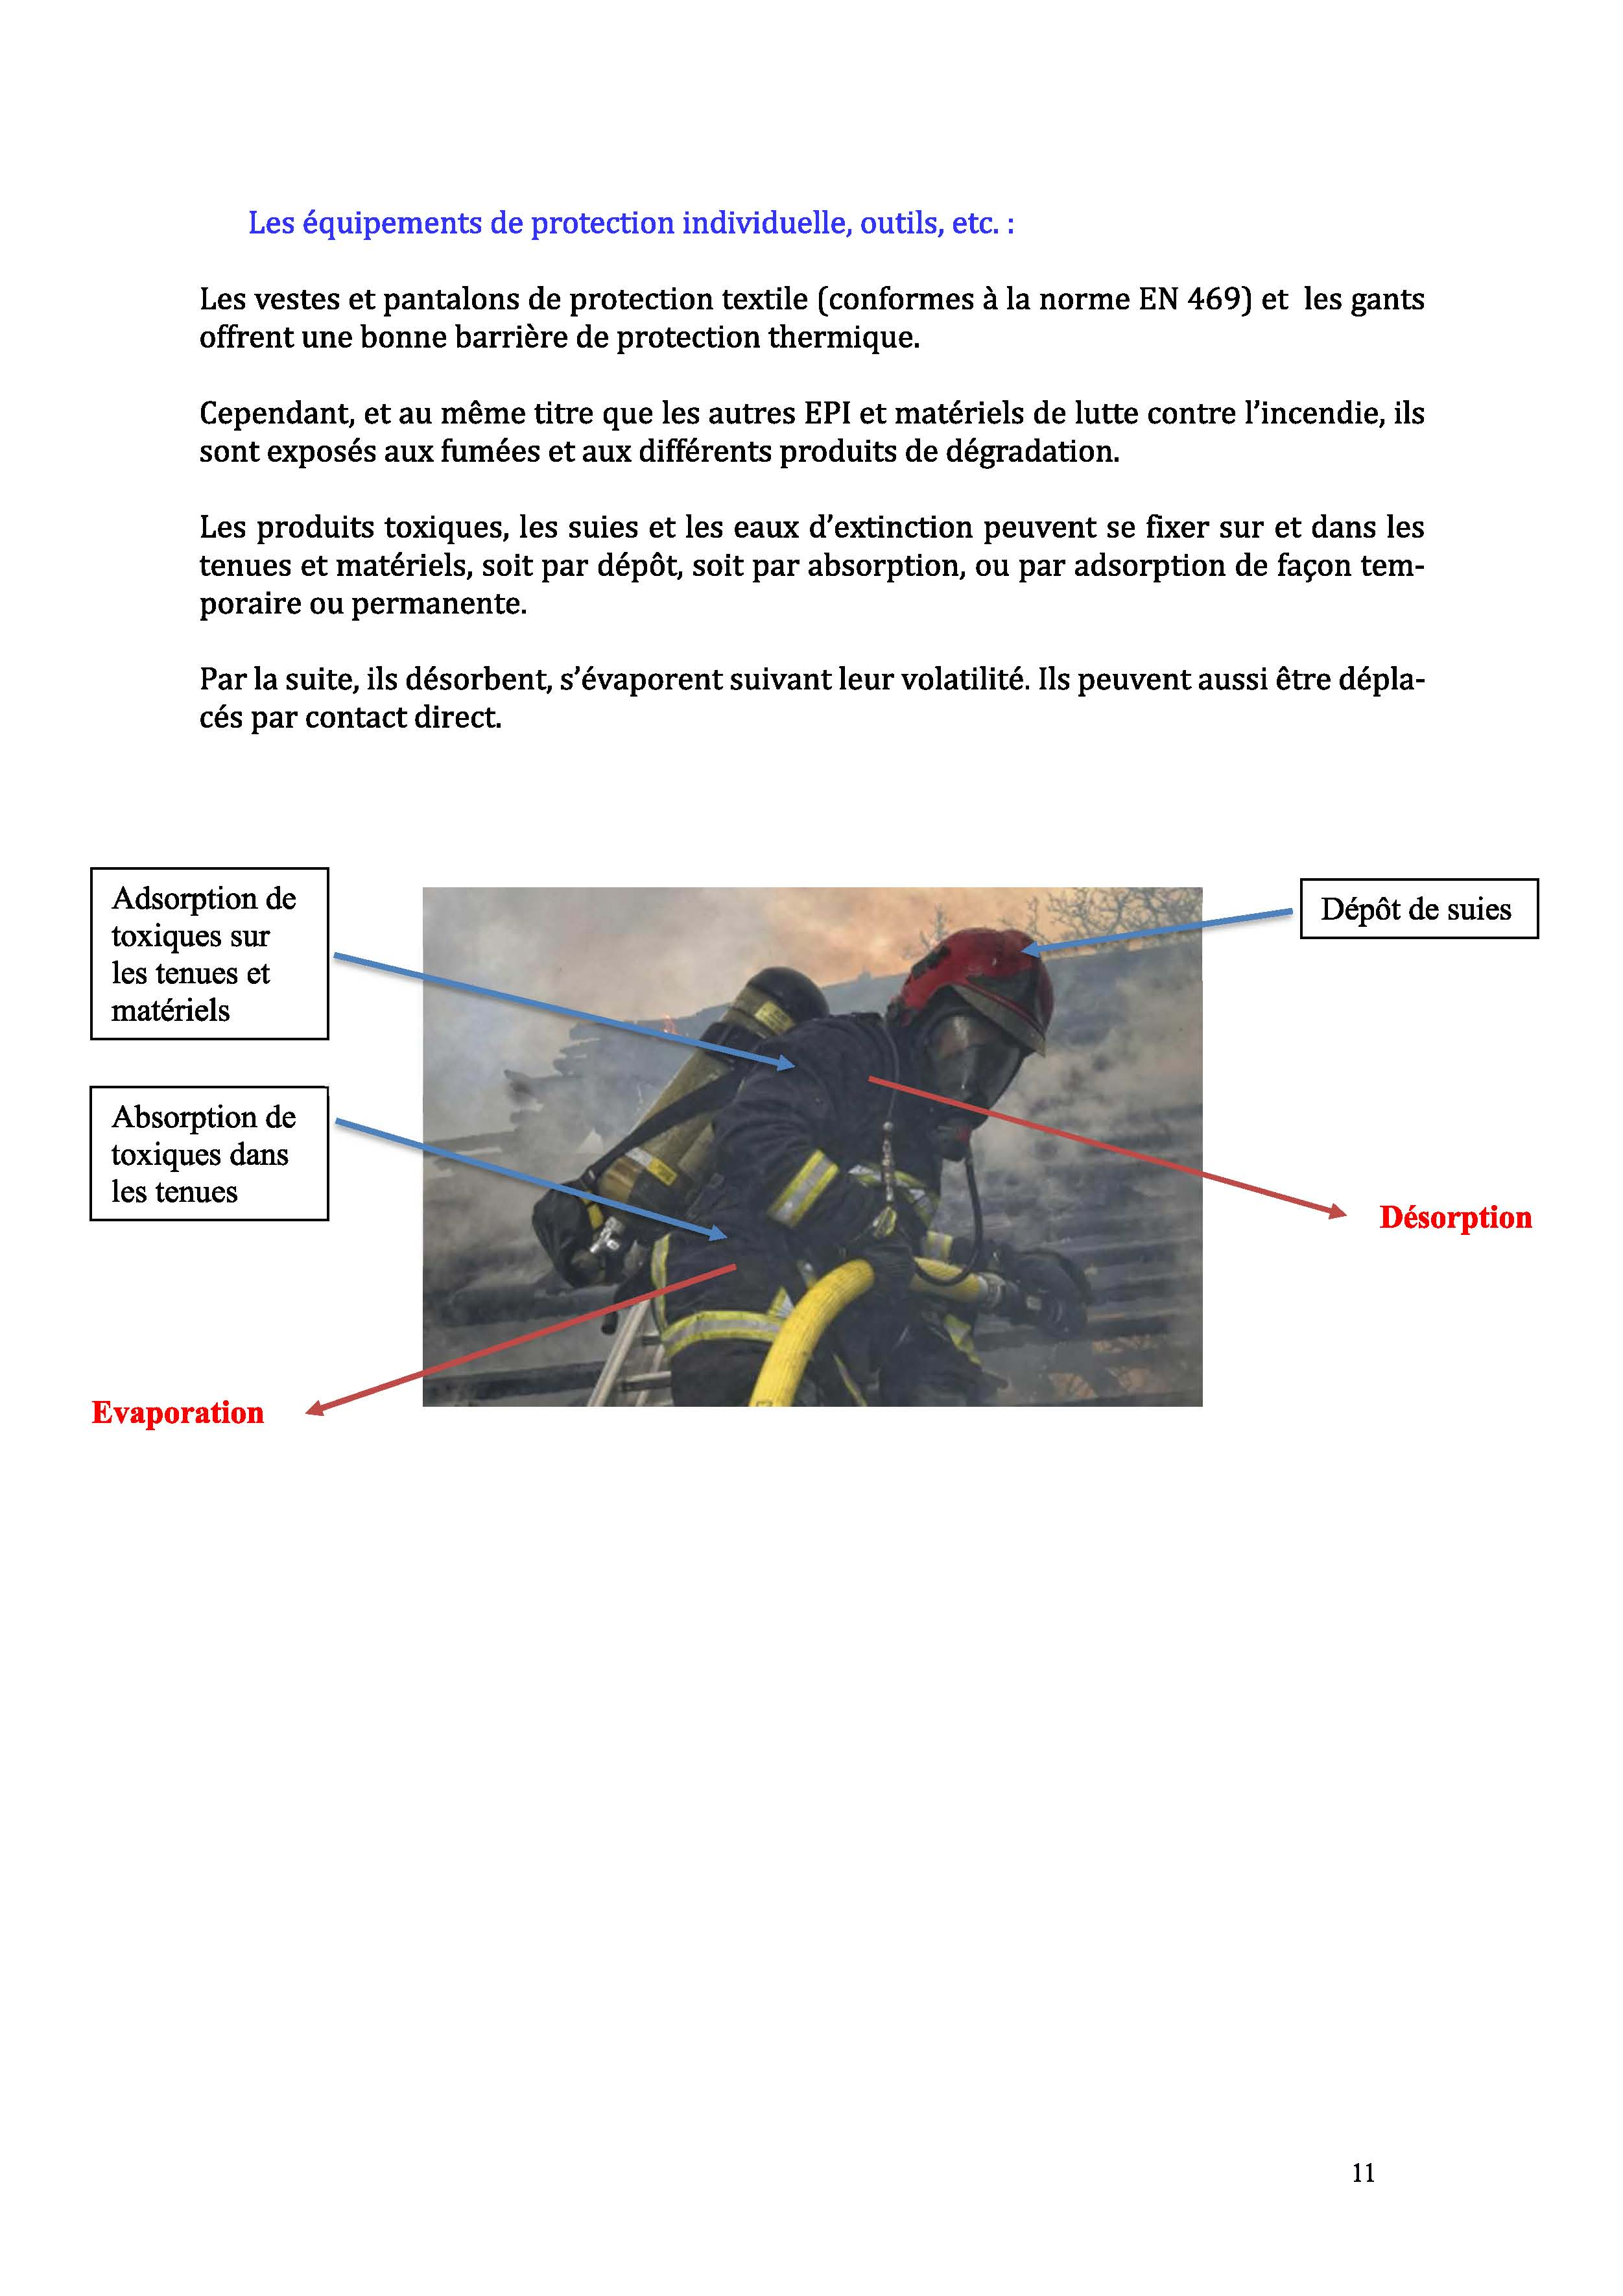 Les équipements de protection individuelle, outils, etc. :
Les vestes et pantalons de protection textile (conformes à la norme EN 469) et les gants
offrent une bonne barrière de protection thermique.
Cependant, et au même titre que les autres EPI et matériels de lutte contre l'incendie, ils
sont exposés aux fumées et aux différents produits de dégradation.
Les produits toxiques, les suies et les eaux d'extinction peuvent se fixer sur et dans les
tenues et matériels, soit par dépôt, soit par absorption, ou par adsorption de façon tem-
poraire ou permanente.
Par la suite, ils désorbent, s'évaporent suivant leur volatilité. Ils peuvent aussi être dépla-
cés par contact direct.
Adsorption de
toxiques sur
les tenues et
matériels
Dépôt de suies
Absorption de
toxiques dans
les tenues
Désorption
Evaporation
11